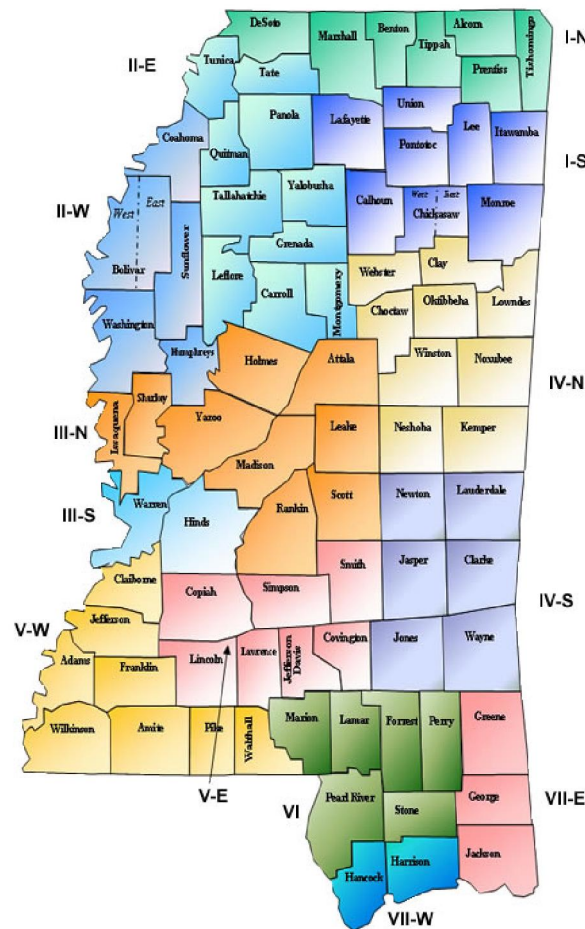 DeSoto
Marshall
Benton
Tippah
Alcorn
Tishomingo
Prentiss
I-N
II-E
Tunica
Tate
Panola
Lafayette
Union
Pontotoc
Lee
Itawamba
I-S
Coahoma
Quitman
Tallahatchie
Yalobusha
Calhoun
West
East
Chickasaw
Monroe
II-W
West
East
Bolivar
Sunflower
Leflore
Grenada
Carroll
Montgomery
Webster
Clay
Choctaw
Oktibbeha
Lowndes
Washington
Humphreys
Holmes
Attala
Winston
Noxubee
IV-N
III-N
Issaquena
Sharkey
Yazoo
Madison
Leake
Neshoba
Kemper
III-S
Warren
Hinds
Rankin
Scott
Newton
Lauderdale
Claiborne
Copiah
Simpson
Smith
Jasper
Clarke
IV-S
V-W
Jefferson
Adams
Franklin
Lincoln
Lawrence
Jefferson
Davis
Covington
Jones
Wayne
Wilkinson
Amite
Pike
Walthall
Marion
Lamar
Forrest
Perry
Greene
V-E
VI
Pearl River
Stone
George
VII-E
Hancock
Harrison
Jackson
VII-W